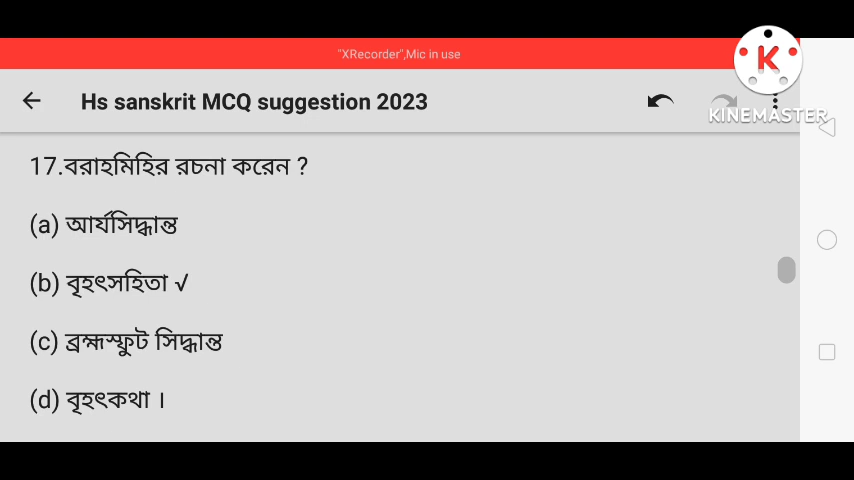 "XRecorder",Mic in use
Hs sanskrit MCQ suggestion 2023
K
KINEMASTER
17.বরাহমিহির রচনা করেন ?
(a) আর্যসিদ্ধান্ত
(b) বৃহৎসহিতা √
(c) ব্রহ্মস্ফুট সিদ্ধান্ত
(d) বৃহৎকথা ।